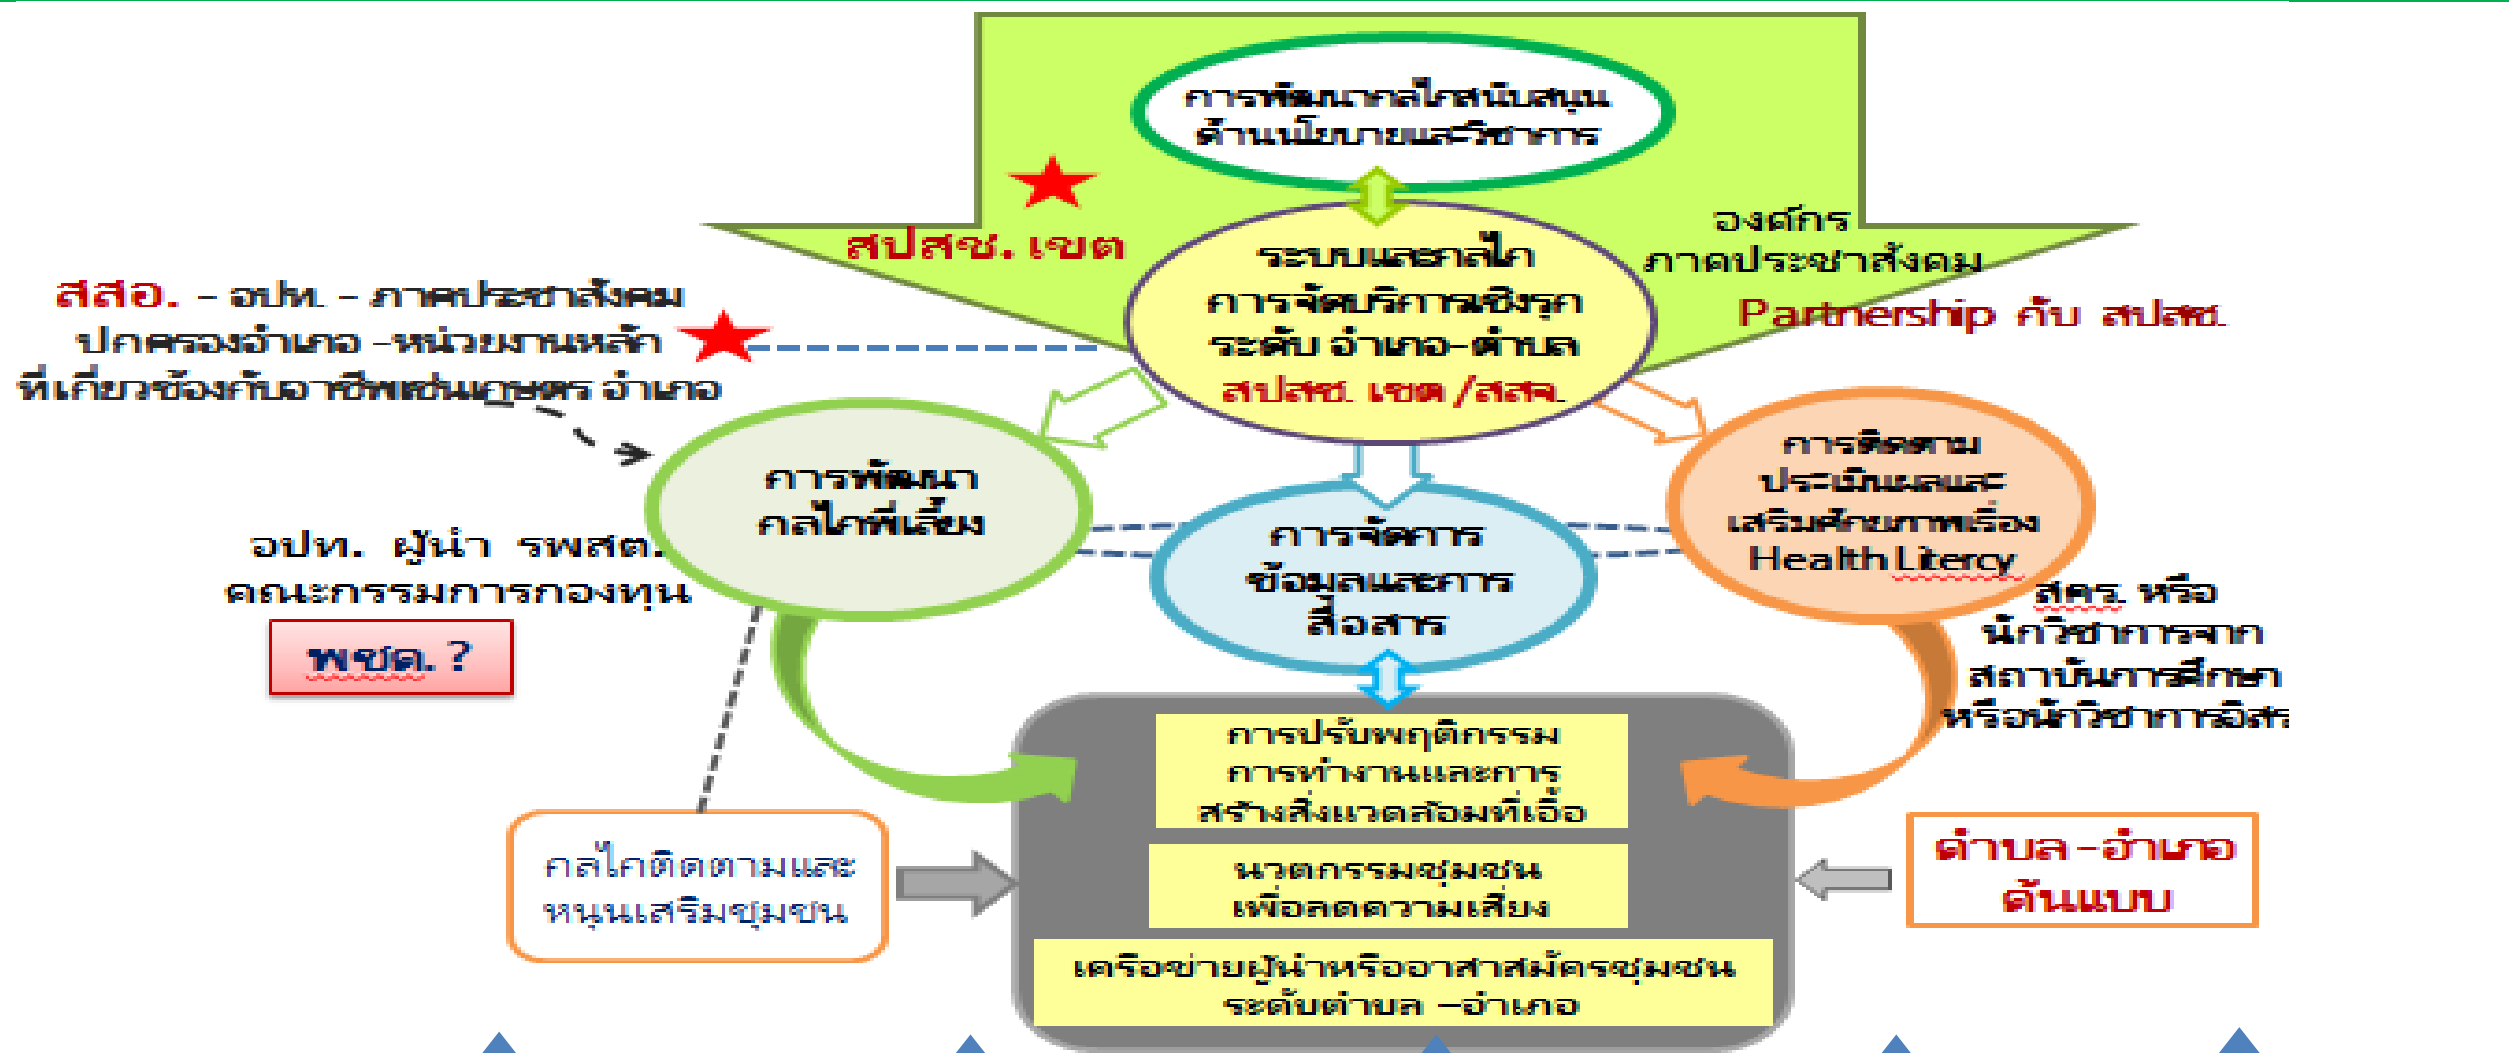 การพัฒนากลไกสนับสนุน
ด้านนโยบายและวิชาการ
สปสช. เขต
องค์กร
ภาคประชาสังคม
Partnership กับ สปสช.
ระบบและกลไก
การจัดบริการเชิงรุก
ระดับ อำเภอ-ตำบล
สปสช. เขต /สสจ.
สสอ. - อปท. - ภาคประชาสังคม
ปกครองอำเภอ -หน่วยงานหลัก
ที่เกี่ยวข้องกับอาชีพเช่นเกษตร อำเภอ
การพัฒนา
กลไกพี่เลี้ยง
การจัดการ
ข้อมูลและการ
สื่อสาร
การติดตาม
ประเมินผลและ
เสริมศักยภาพเรื่อง
Health Litercy
อปท. ผู้นำ รพสต.
คณะกรรมการกองทุน
พชต. ?
สคร. หรือ
นักวิชาการจาก
สถาบันการศึกษา
หรือนักวิชาการอิสร
การปรับพฤติกรรม
การทำงานและการ
สร้างสิ่งแวดล้อมที่เอื้อ
นวตกรรมชุมชน
เพื่อลดความเสี่ยง
เครือข่ายผู้นำหรืออาสาสมัครชุมชน
ระดับตำบล –อำเภอ
กลไกติดตามและ
หนุนเสริมชุมชน
ตำบล –อำเภอ
ต้นแบบ